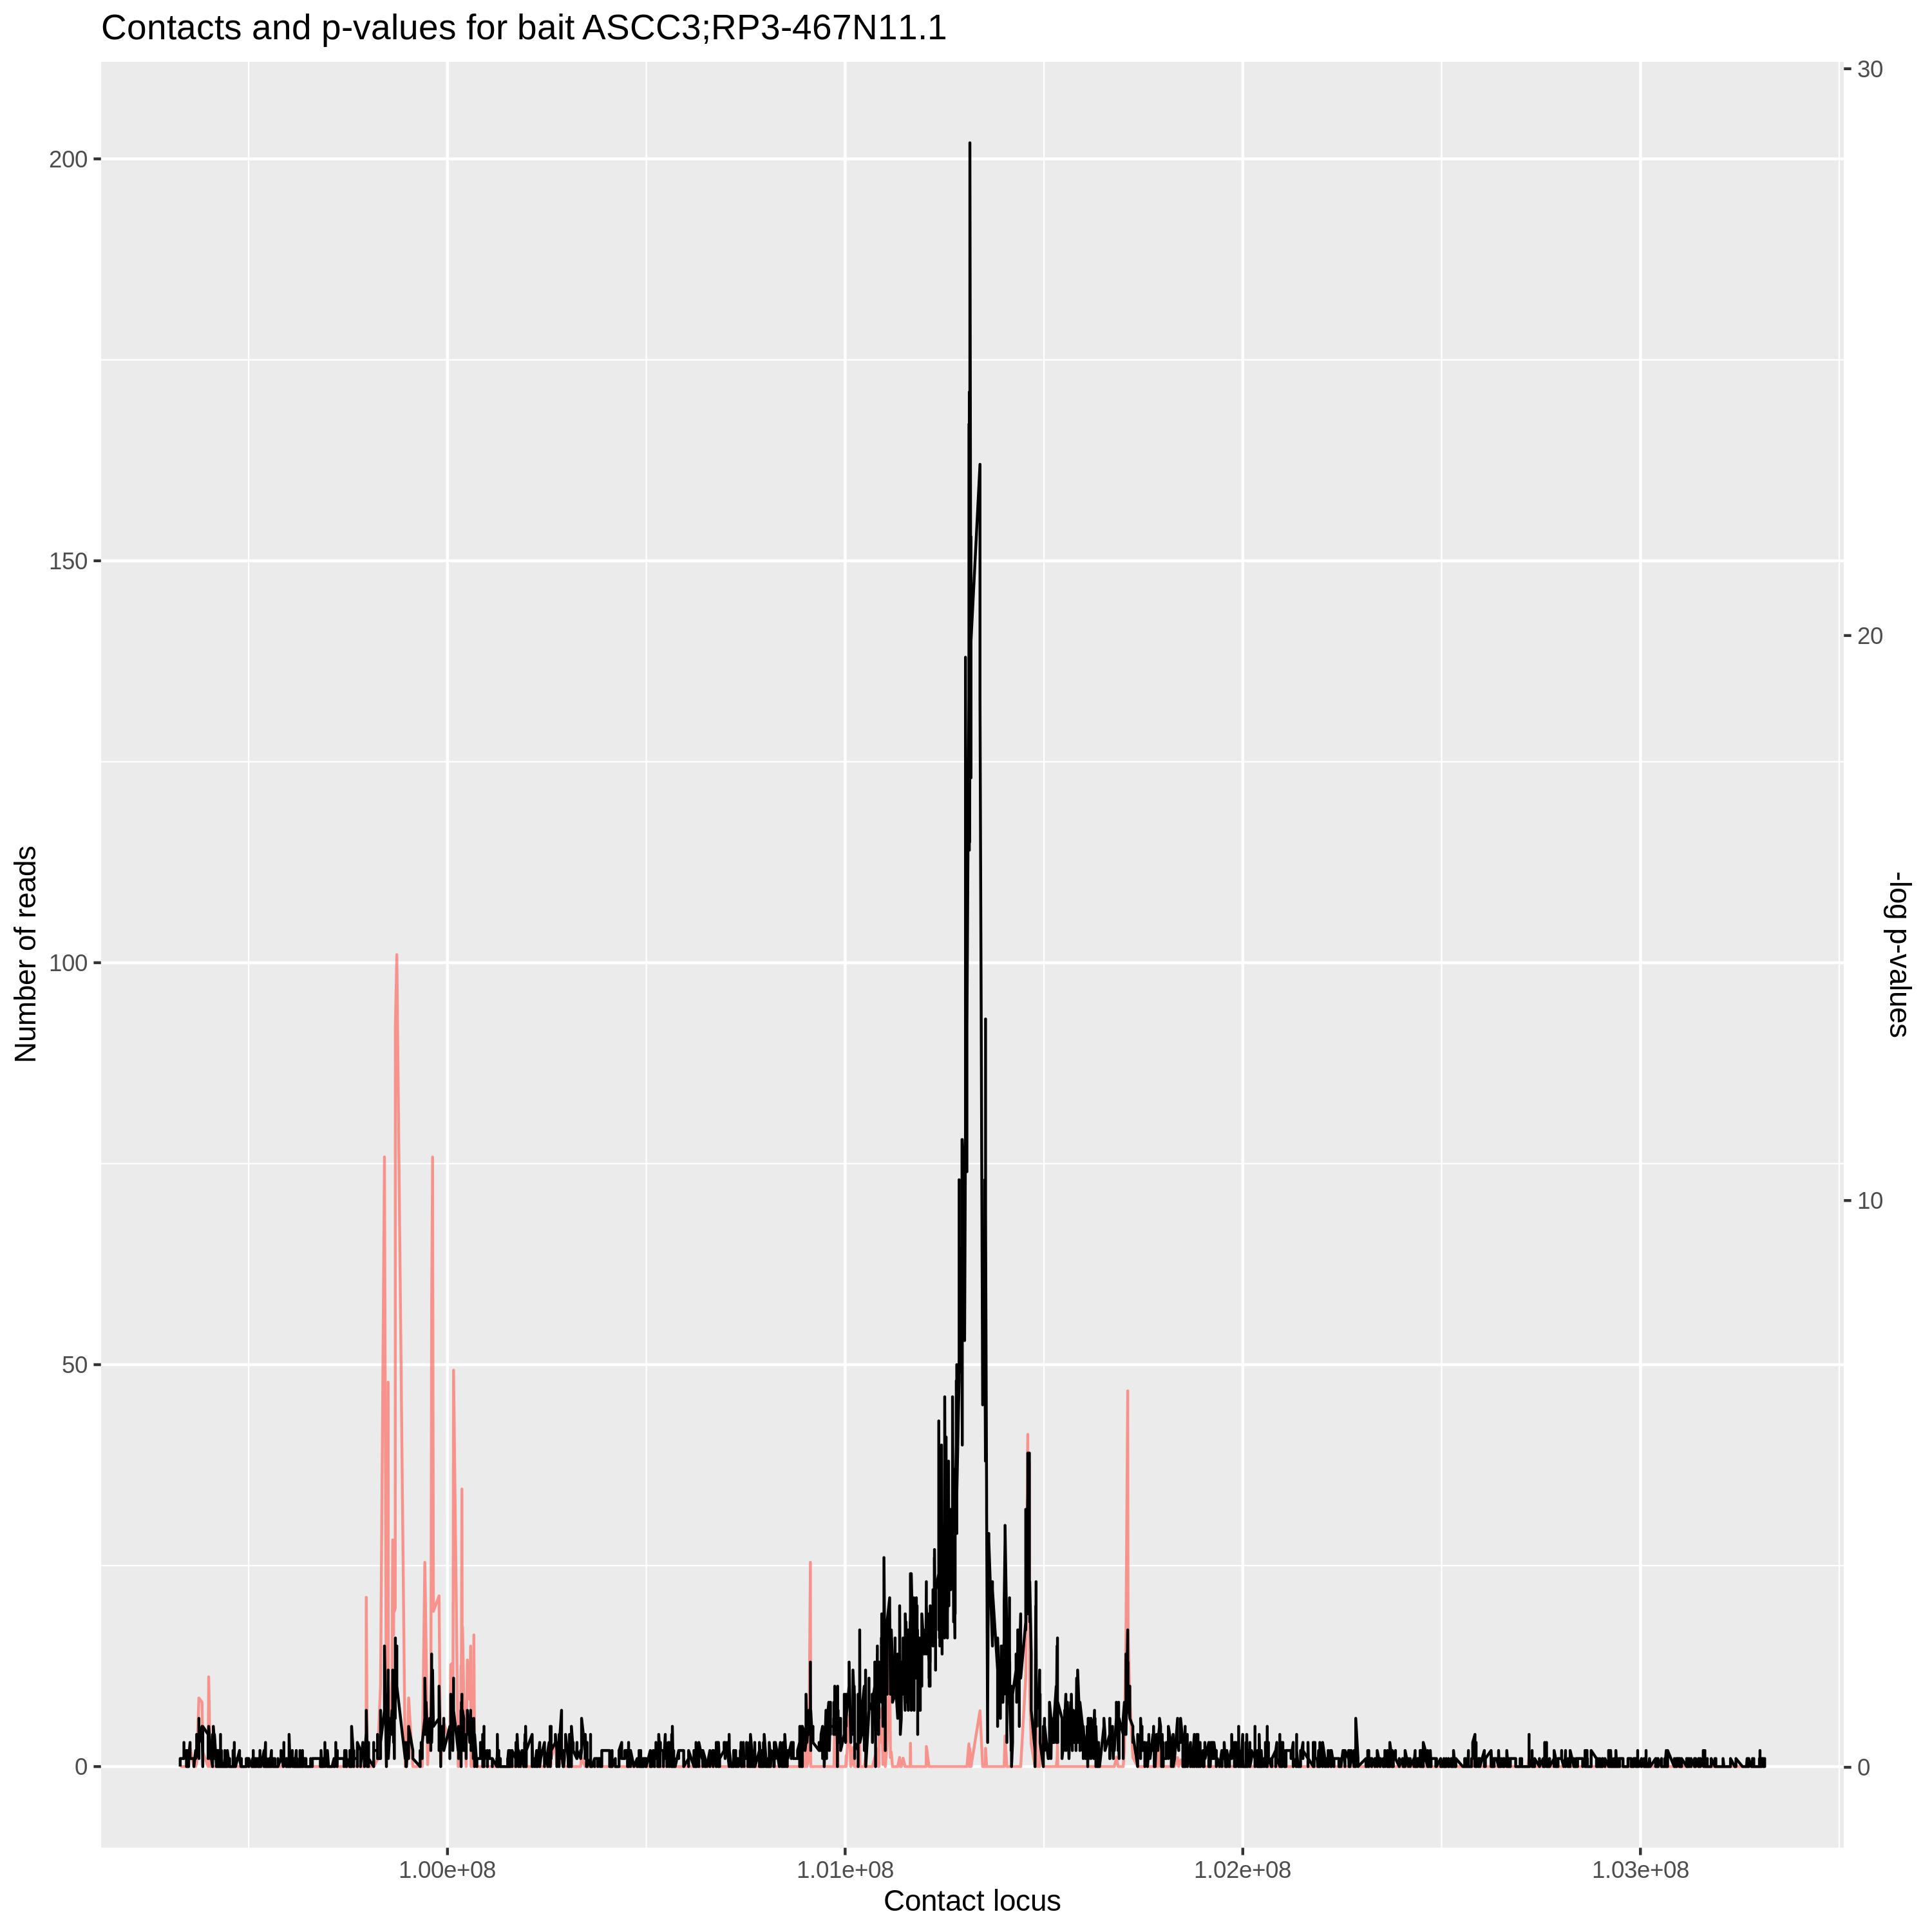 Contacts and p-values for bait ASCC3;RP3-467N11.1
200
150
100
50
0
Number of reads
30
20
10
0
-log p-values
1.00e+08
1.01e+08
1.02e+08
1.03e+08
Contact locus